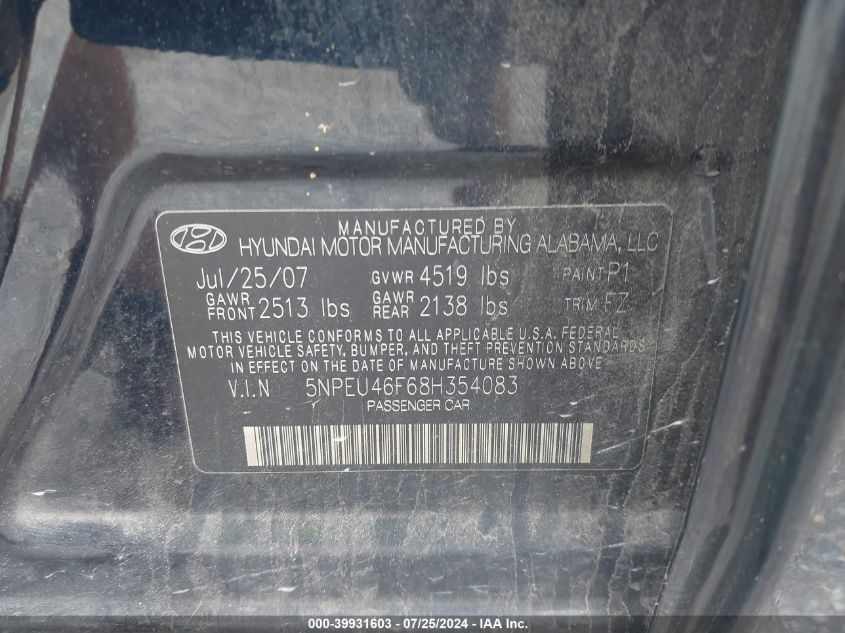 MANUFACTURED BY
HYUNDAI MOTOR MANUFACTURING ALABAMA, LLC
Jul/25/07 GVWR 4519 lbs PAINT P1
GAWR FRONT 2513 lbs GAWR REAR 2138 lbs TRIM FZ
THIS VEHICLE CONFORMS TO ALL APPLICABLE U.S.A. FEDERAL
MOTOR VEHICLE SAFETY, BUMPER, AND THEFT PREVENTION STANDARDS
IN EFFECT ON THE DATE OF MANUFACTURE SHOWN ABOVE.
V.I.N 5NPEU46F68H354083
PASSENGER CAR
000-39931603 - 07/25/2024 - IAA Inc.